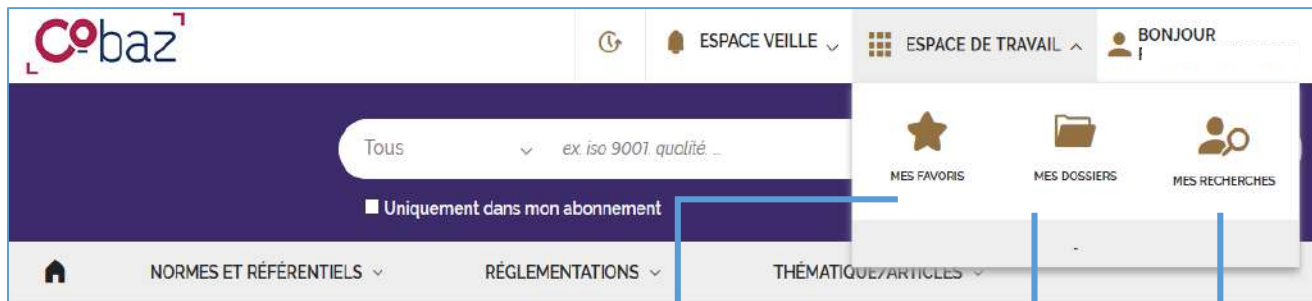 Cobaz
ESPACE VEILLE
ESPACE DE TRAVAIL
BONJOUR
Tous
ex. iso 9001. qualité ...
MES FAVORIS
MES DOSSIERS
MES RECHERCHES
Uniquement dans mon abonnement
NORMES ET RÉFÉRENTIELS
RÉGLEMENTATIONS
THÉMATIQUE/ARTICLES